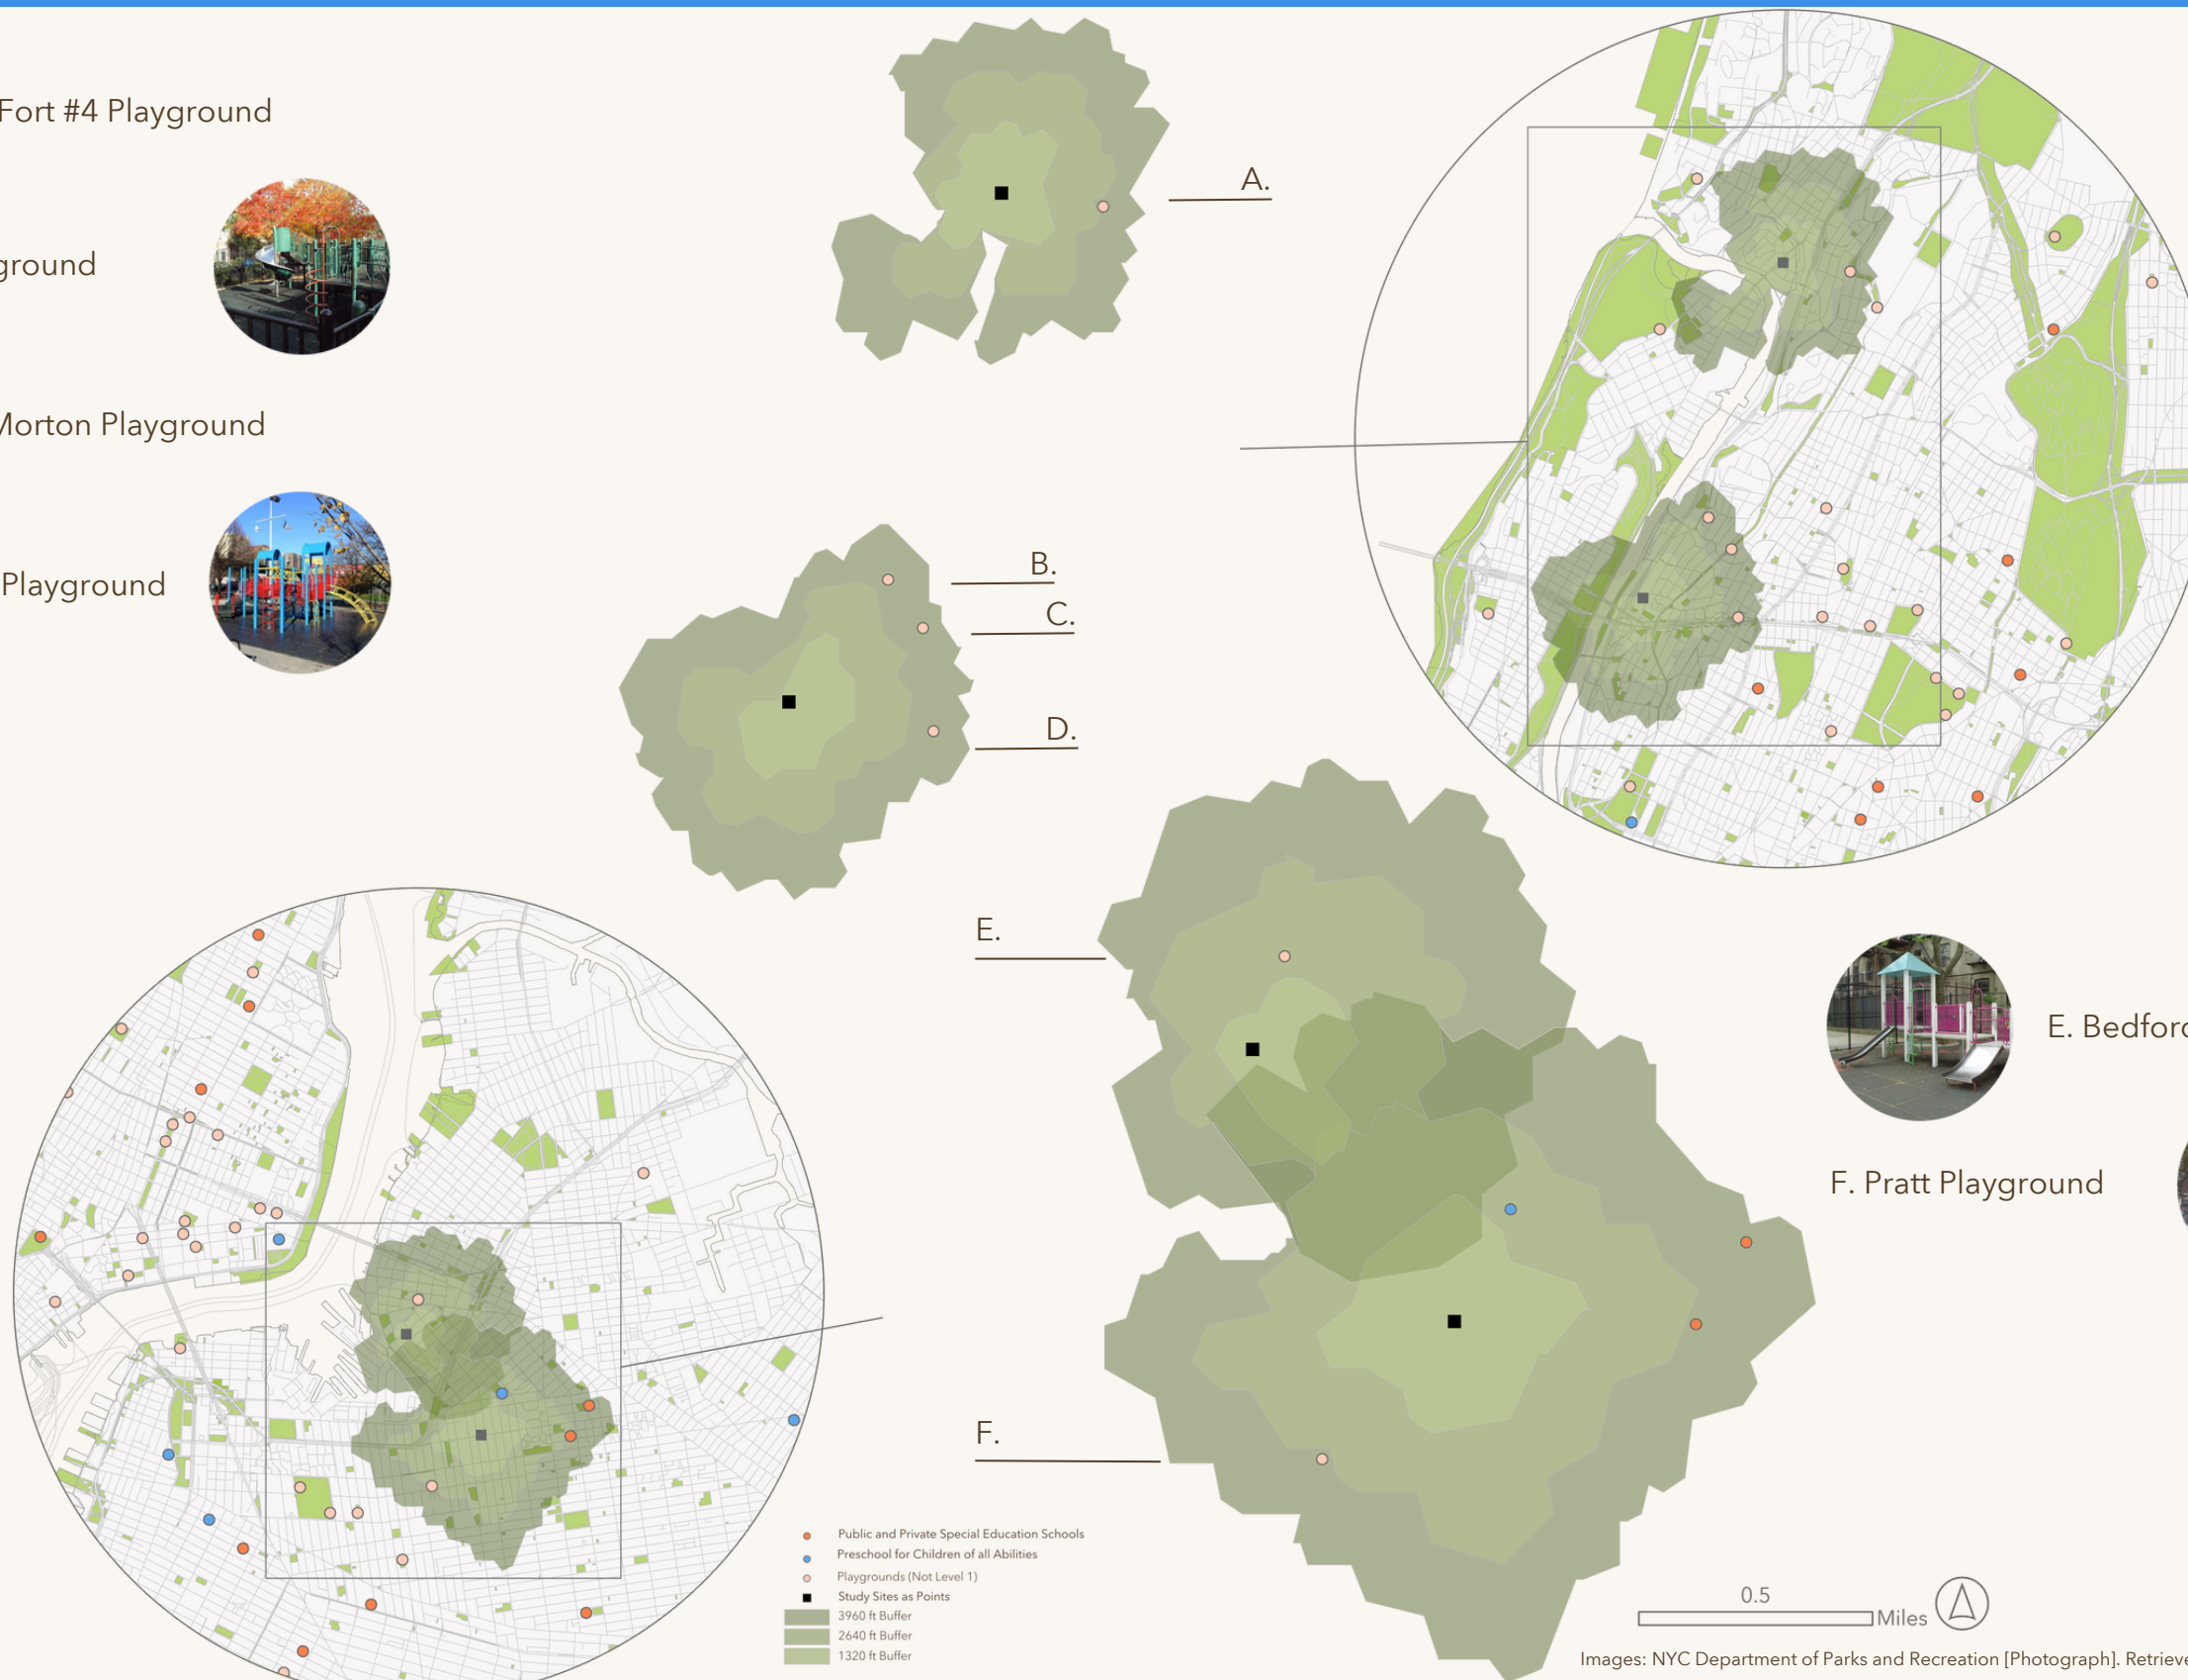 Fort #4 Playground
ground
Morton Playground
Playground
A.
B.
C.
D.
E.
F.
E. Bedford
F. Pratt Playground
Public and Private Special Education Schools
Preschool for Children of all Abilities
Playgrounds (Not Level 1)
Study Sites as Points
3960 ft Buffer
2640 ft Buffer
1320 ft Buffer
0.5
Miles
Images: NYC Department of Parks and Recreation [Photograph]. Retrieve